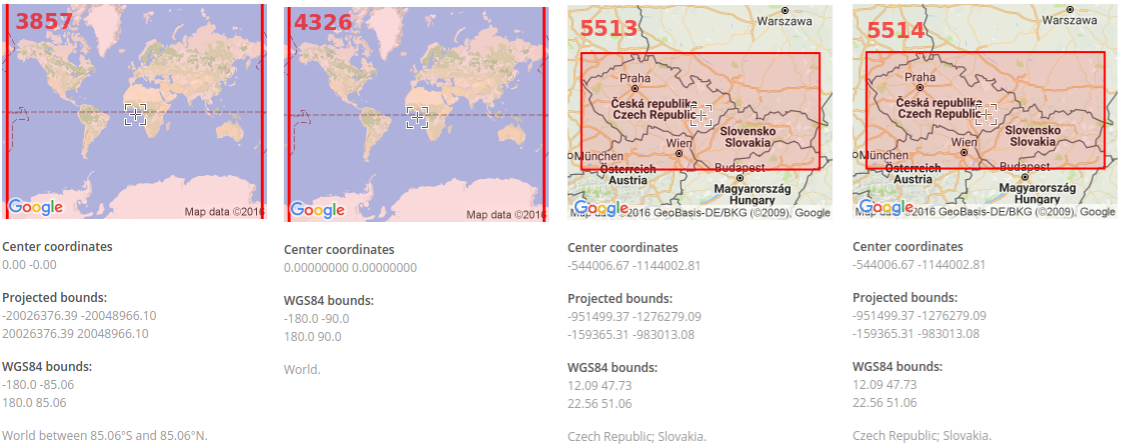 3857
Google
Map data ©2016
Center coordinates
0.00 -0.00
Projected bounds:
-20026376.39 -20048966.10
20026376.39 20048966.10
WGS84 bounds:
-180.0 -85.06
180.0 85.06
World between 85.06°S and 85.06°N.
4326
Google
Map data ©2016
Center coordinates
0.00000000 0.00000000
WGS84 bounds:
-180.0 -90.0
180.0 90.0
World.
5513
Warszawa
Praha
Česká republika
Czech Republic
Slovensko
Slovakia
Wien
München
Österreich
Austria
Budapest
Magyarország
Hungary
Google
©2016 GeoBasis-DE/BKG (©2009), Google
Center coordinates
-544006.67 -1144002.81
Projected bounds:
-951499.37 -1276279.09
-159365.31 -983013.08
WGS84 bounds:
12.09 47.73
22.56 51.06
Czech Republic; Slovakia.
5514
Warszawa
Praha
Česká republika
Czech Republic
Slovensko
Slovakia
Wien
München
Österreich
Austria
Budapest
Magyarország
Hungary
Google
©2016 GeoBasis-DE/BKG (©2009), Google
Center coordinates
-544006.67 -1144002.81
Projected bounds:
-951499.37 -1276279.09
-159365.31 -983013.08
WGS84 bounds:
12.09 47.73
22.56 51.06
Czech Republic; Slovakia.